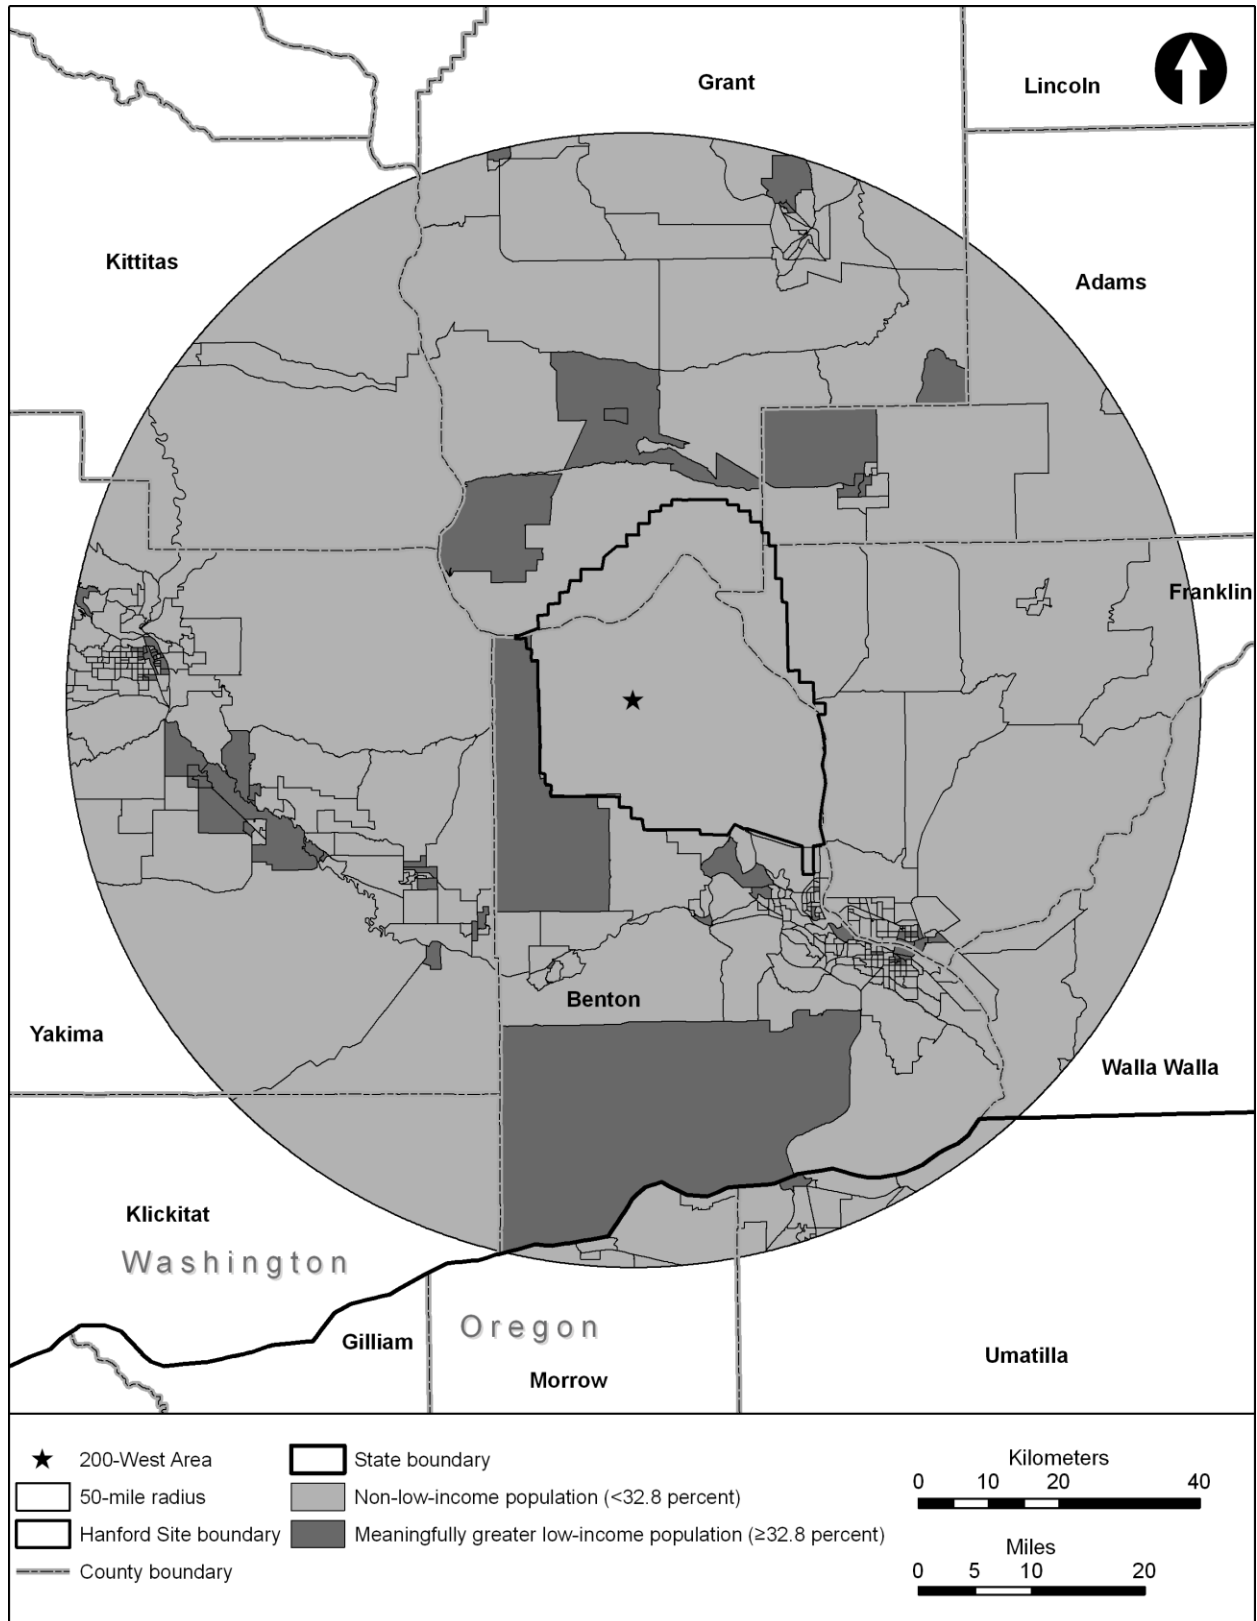 Grant
Lincoln
Kittitas
Adams
Franklin
Benton
Yakima
Walla Walla
Klickitat
Washington
Oregon
Gilliam
Umatilla
Morrow
200-West Area
State boundary
50-mile radius
Non-low-income population (<32.8 percent)
Hanford Site boundary
Meaningfully greater low-income population (≥32.8 percent)
County boundary
Kilometers
0 10 20 40
Miles
0 5 10 20